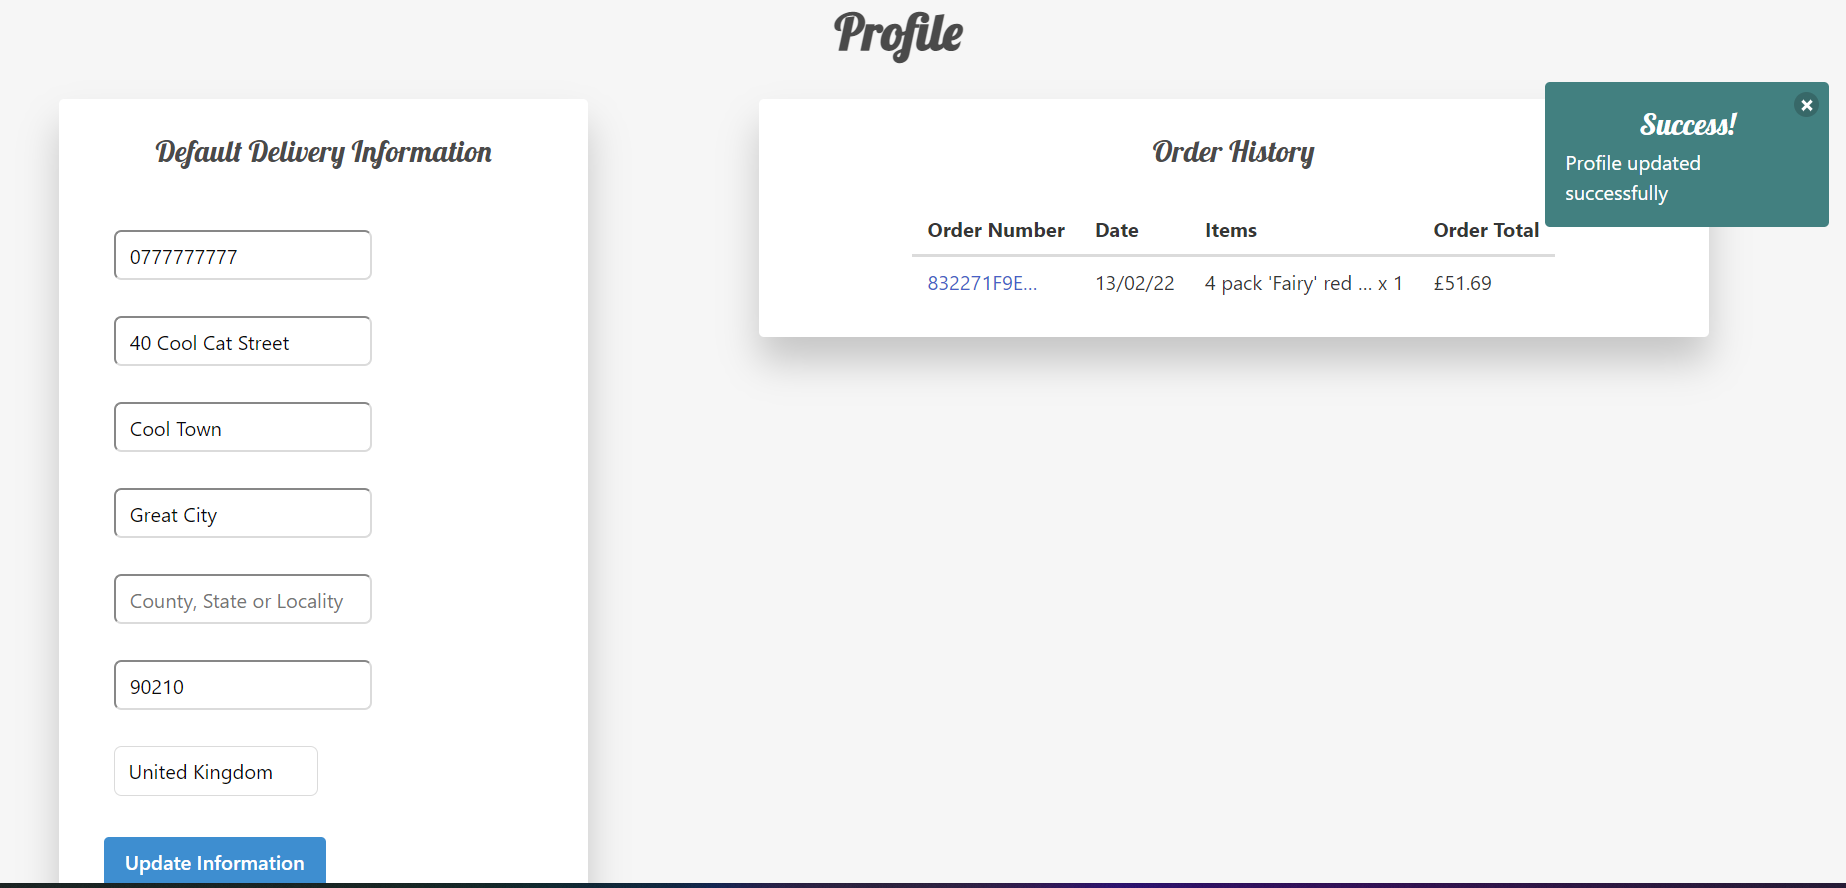 Profile
Default Delivery Information
0777777777
40 Cool Cat Street
Cool Town
Great City
County, State or Locality
90210
United Kingdom
Update Information
Order History
Order Number Date Items Order Total
832271F9E... 13/02/22 4 pack 'Fairy' red ... x 1 £51.69
Success!
Profile updated
successfully